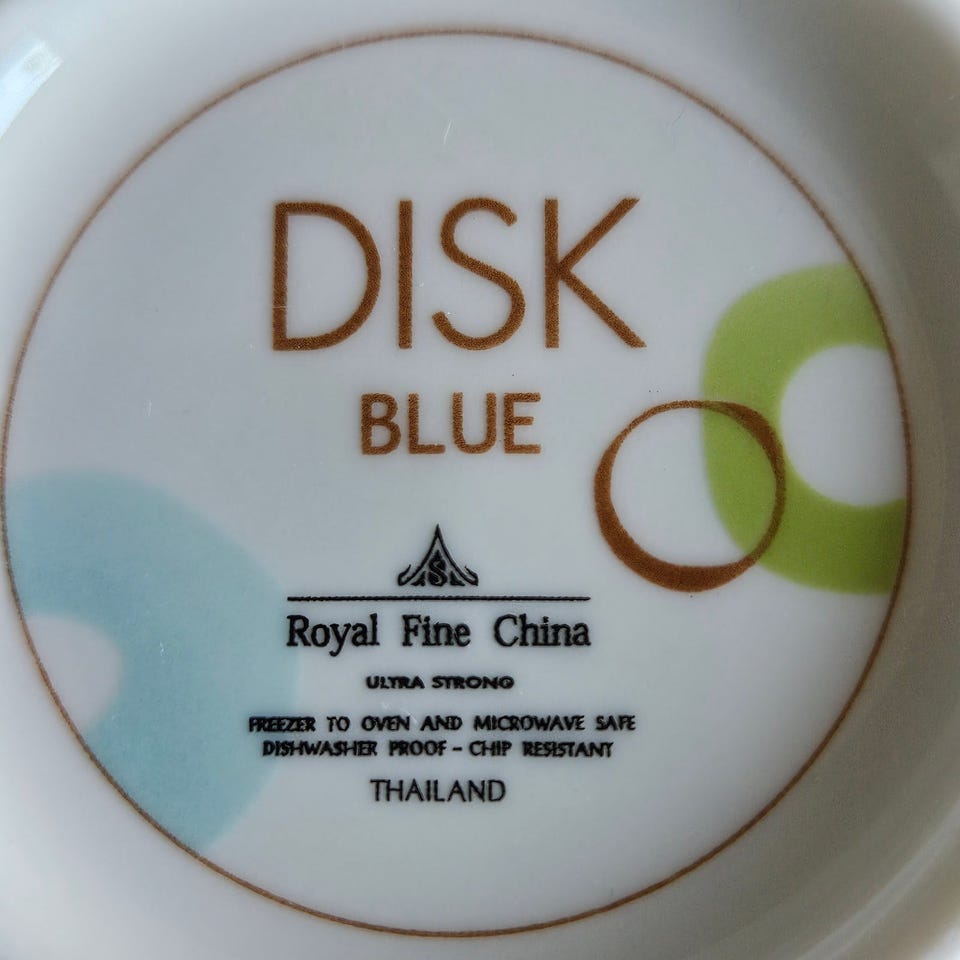 DISK
BLUE
Royal Fine China
ULTRA STRONG
FREEZER TO OVEN AND MICROWAVE SAFE
DISHWASHER PROOF - CHIP RESISTANT
THAILAND